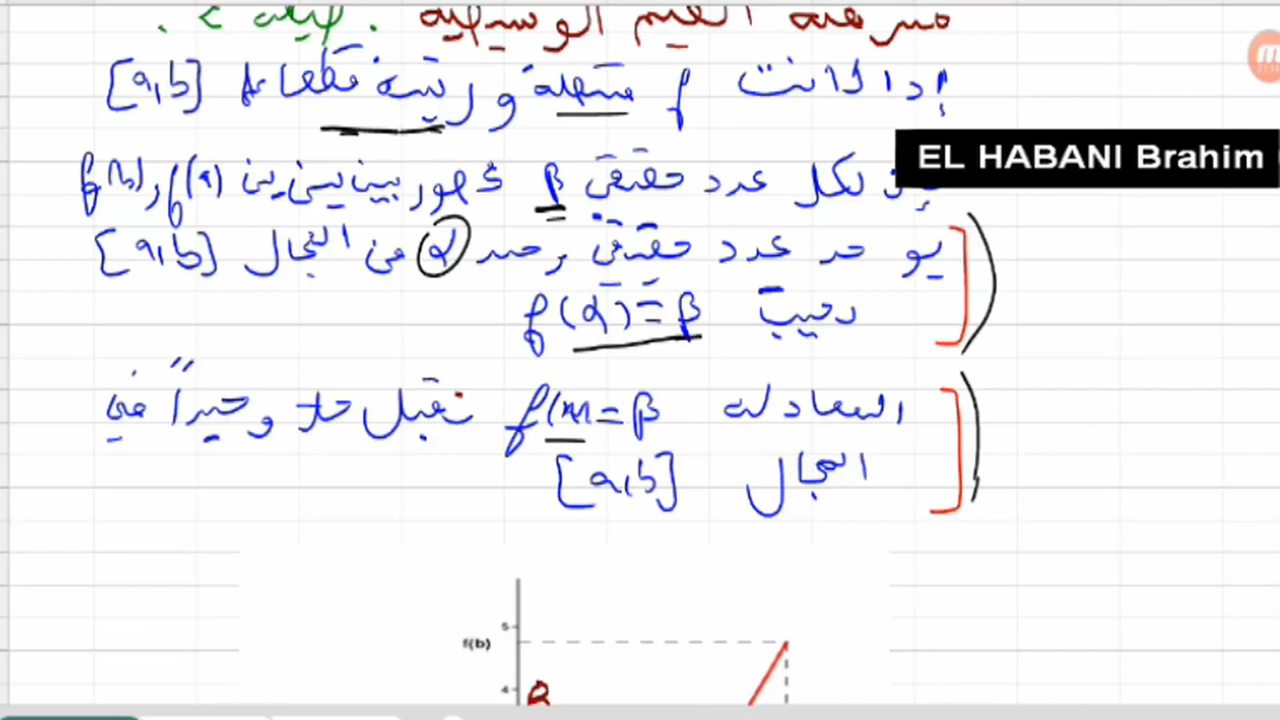 مبرهنة القيم الوسيطية .
إذا كانت f متصلة و رتيبة قطعا على [a,b]
EL HABANI Brahim
لكل عدد حقيقي β محصور بين f(a) و f(b)
يوجد عدد حقيقي وحيد α من المجال [a,b]
بحيث f(α) = β
المعادلة f(x) = β تقبل حلا وحيدا في
المجال [a,b]
f(b)
5
4
β